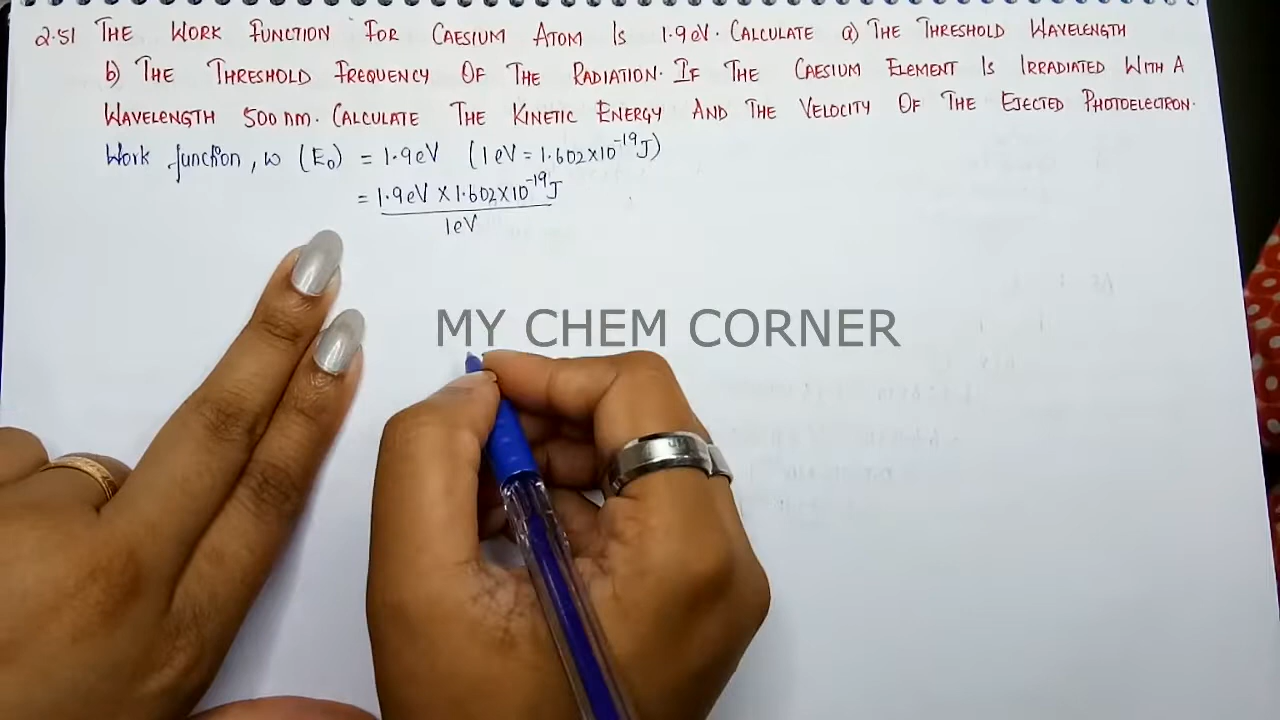 2.51 THE WORK FUNCTION FOR CAESIUM ATOM IS 1.9eV. CALCULATE a) THE THRESHOLD WAVELENGTH
b) THE THRESHOLD FREQUENCY OF THE RADIATION. IF THE CAESIUM ELEMENT IS IRRADIATED WITH A
WAVELENGTH 500 nm. CALCULATE THE KINETIC ENERGY AND THE VELOCITY OF THE EJECTED PHOTOELECTRON.
Work function, ω (E₀) = 1.9eV (1eV = 1.602×10⁻¹⁹J)
= 1.9eV × 1.602×10⁻¹⁹J
1eV
MY CHEM CORNER